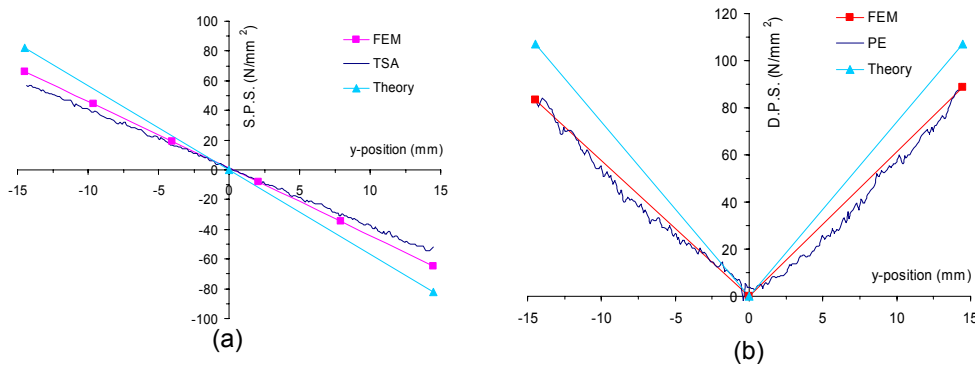 100
80
60
40
20
0
-20
-40
-60
-80
-100
-15
-10
-5
0
5
10
15
S.P.S. (N/mm 2)
y-position (mm)
FEM
TSA
Theory
(a)
120
100
80
60
40
20
0
-15
-10
-5
0
5
10
15
D.P.S. (N/mm 2)
y-position (mm)
FEM
PE
Theory
(b)